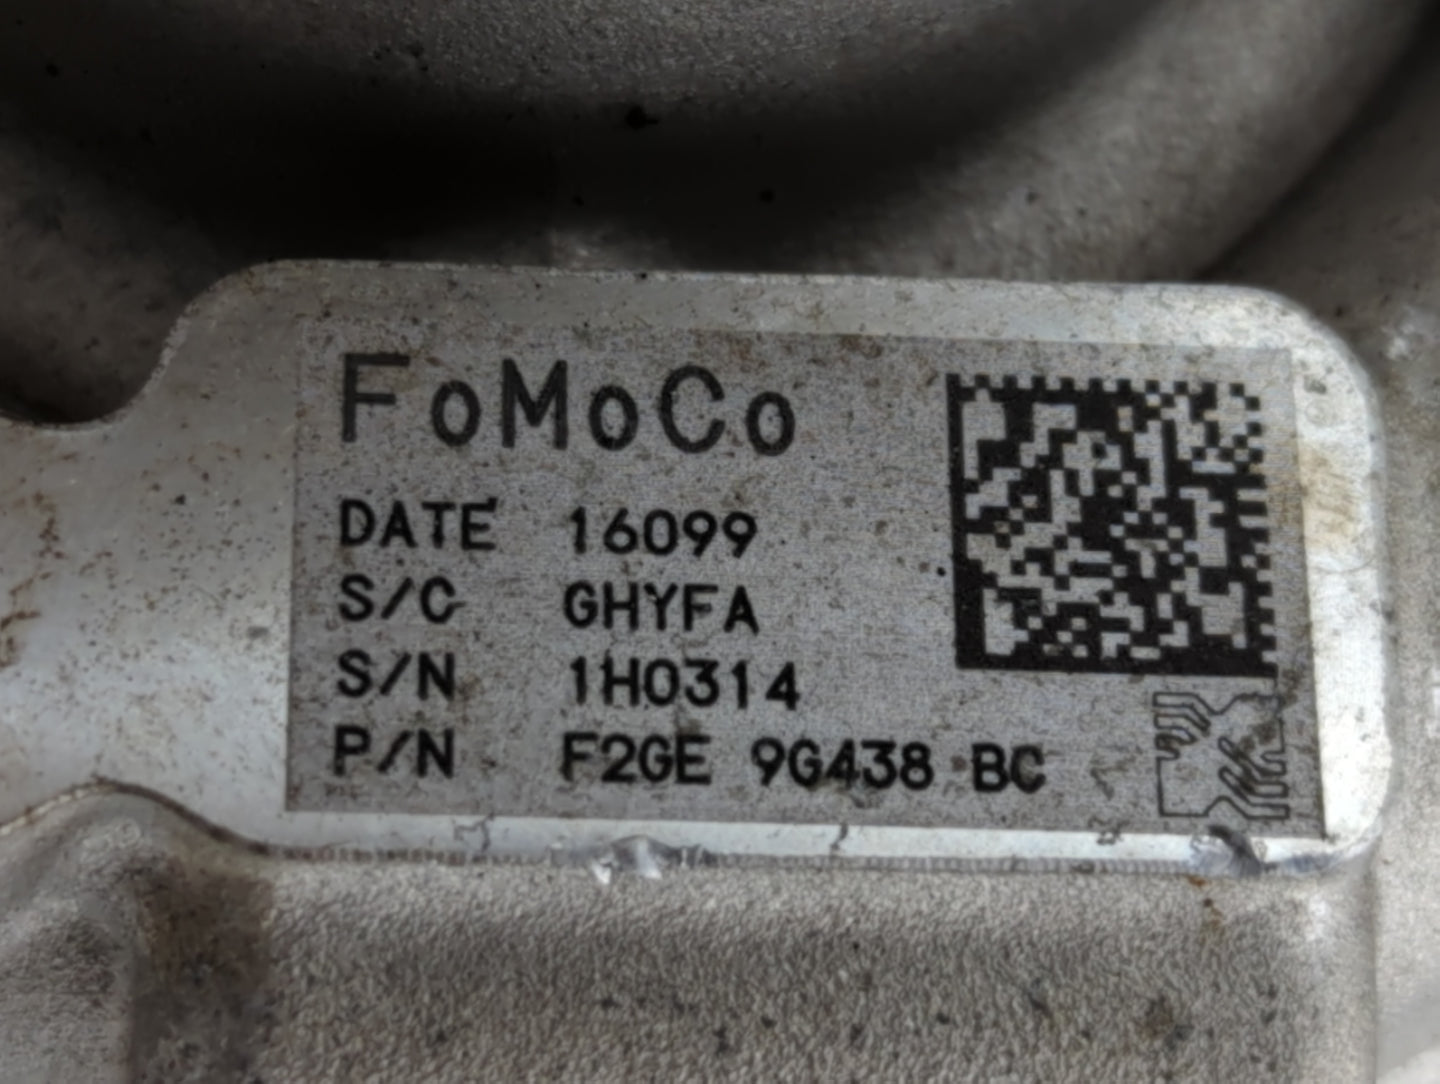 FoMoCo
DATE 16099
S/C GHYFA
S/N 1H0314
P/N F2GE 9G438 BC